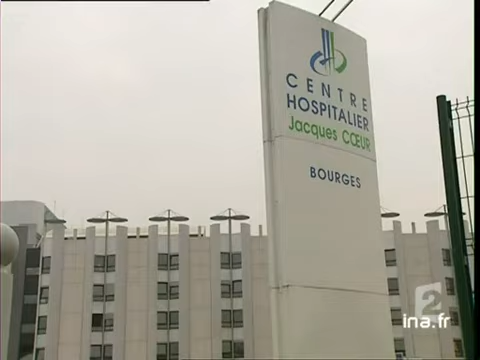 CENTRE
HOSPITALIER
Jacques CŒUR
BOURGES
2
ina.fr